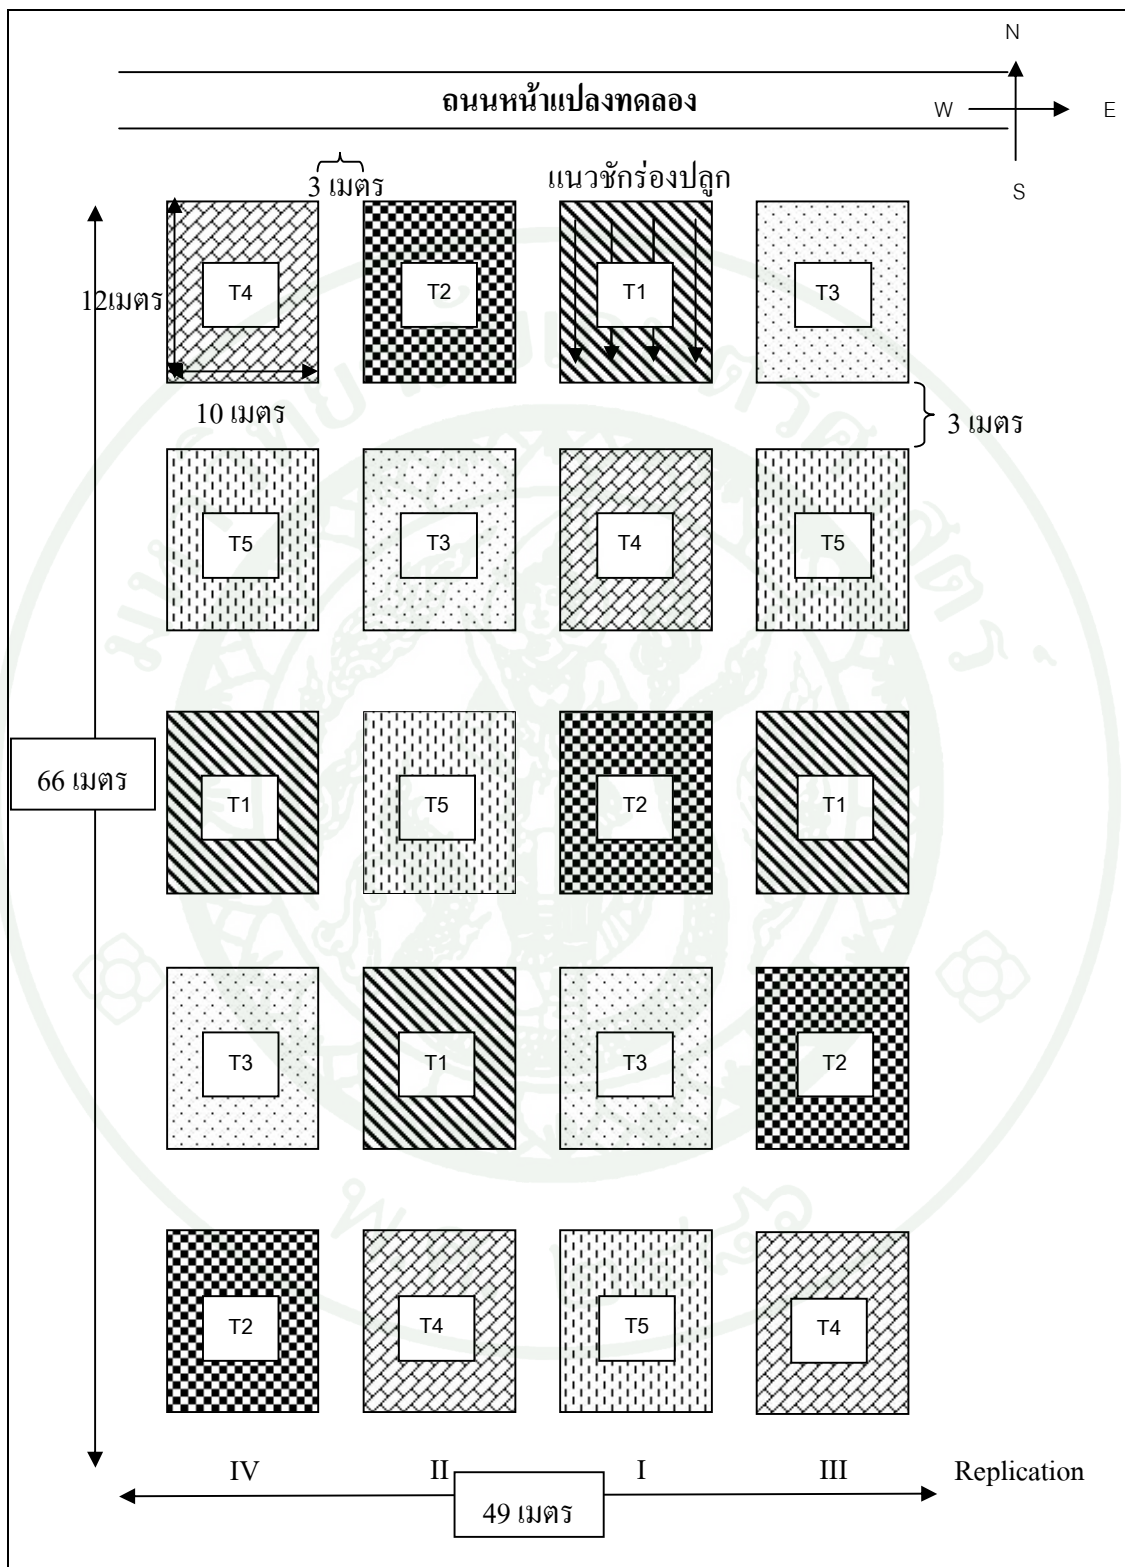 N
ถนนหน้าแปลงทดลอง
W E
S
3 เมตร แนวชักร่องปลูก
12เมตร
T4 T2 T1 T3
10 เมตร 3 เมตร
T5 T3 T4 T5
66 เมตร
T1 T5 T2 T1
T3 T1 T3 T2
T2 T4 T5 T4
IV II I III Replication
49 เมตร